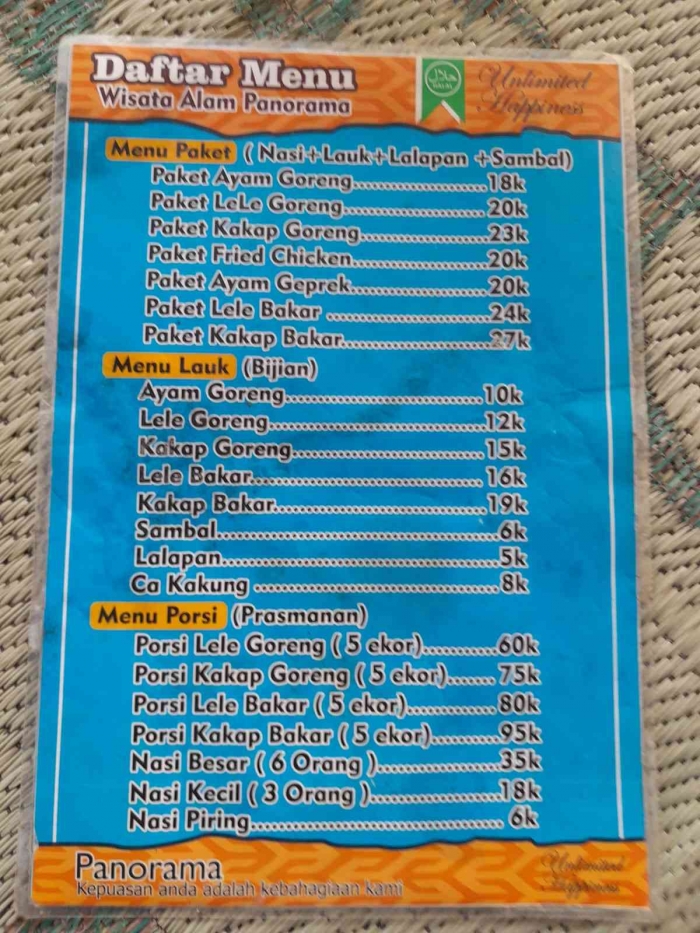 Daftar Menu
Wisata Alam Panorama
حلال
HALAL
Unlimited
Happiness
Menu Paket ( Nasi+Lauk+Lalapan +Sambal)
Paket Ayam Goreng.....................18k
Paket LeLe Goreng.......................20k
Paket Kakap Goreng....................23k
Paket Fried Chicken.....................20k
Paket Ayam Geprek.....................20k
Paket Lele Bakar .........................24k
Paket Kakap Bakar.......................27k
Menu Lauk (Bijian)
Ayam Goreng................................10k
Lele Goreng...................................12k
Kakap Goreng...............................15k
Lele Bakar.....................................16k
Kakap Bakar..................................19k
Sambal.............................................6k
Lalapan............................................5k
Ca Kakung .......................................8k
Menu Porsi (Prasmanan)
Porsi Lele Goreng ( 5 ekor)...........60k
Porsi Kakap Goreng ( 5 ekor).......75k
Porsi Lele Bakar ( 5 ekor).............80k
Porsi Kakap Bakar ( 5 ekor)..........95k
Nasi Besar ( 6 Orang )...................35k
Nasi Kecil ( 3 Orang )....................18k
Nasi Piring....................................... 6k
Panorama
Kepuasan anda adalah kebahagiaan kami
Unlimited
Happiness